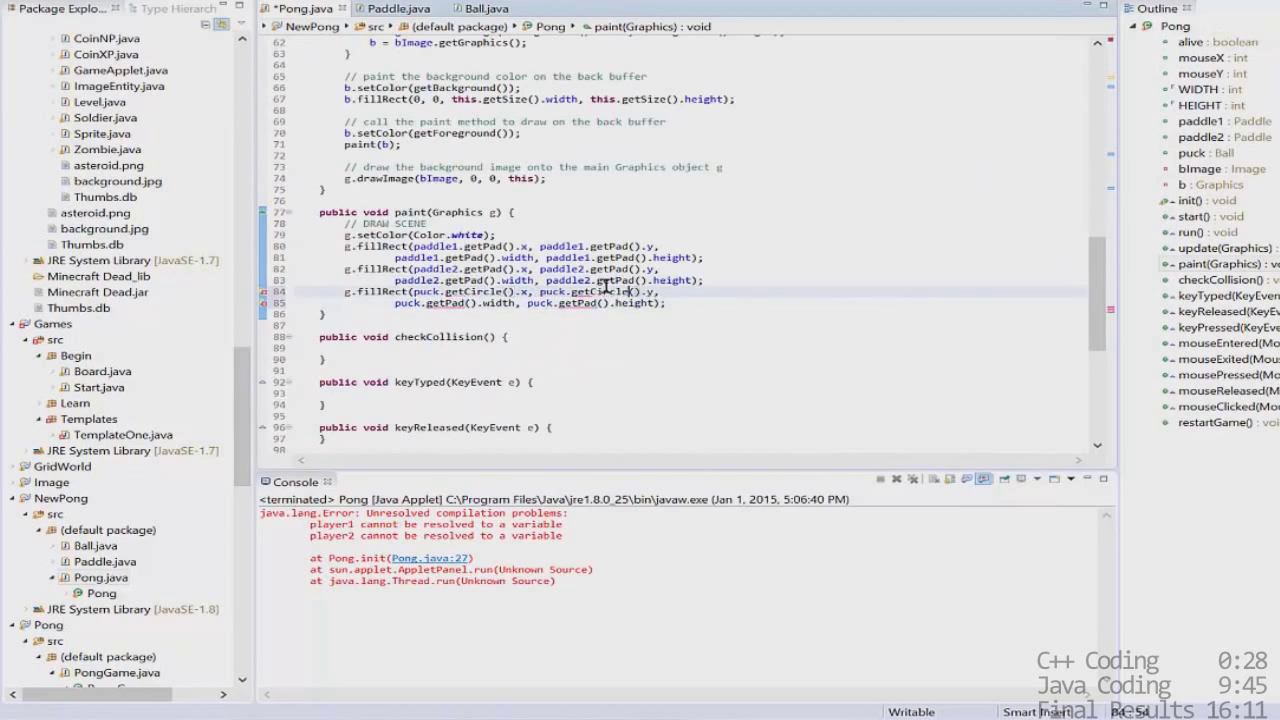 Package Explo...
Type Hierarch
*Pong.java
Paddle.java
Ball.java
Outline
NewPong
src
(default package)
Pong
paint(Graphics) : void
CoinNP.java
CoinXP.java
GameApplet.java
ImageEntity.java
Level.java
Soldier.java
Sprite.java
Zombie.java
asteroid.png
background.jpg
Thumbs.db
asteroid.png
background.jpg
Thumbs.db
JRE System Library [JavaSE-1.7]
Minecraft Dead_lib
Minecraft Dead.jar
Thumbs.db
Games
src
Begin
Board.java
Start.java
Learn
Templates
TemplateOne.java
JRE System Library [JavaSE-1.7]
GridWorld
Image
NewPong
src
(default package)
Ball.java
Paddle.java
Pong.java
Pong
JRE System Library [JavaSE-1.8]
Pong
src
(default package)
PongGame.java
62 b = bImage.getGraphics();
63 }
64
65 // paint the background color on the back buffer
66 b.setColor(getBackground());
67 b.fillRect(0, 0, this.getSize().width, this.getSize().height);
68
69 // call the paint method to draw on the back buffer
70 b.setColor(getForeground());
71 paint(b);
72
73 // draw the background image onto the main Graphics object g
74 g.drawImage(bImage, 0, 0, this);
75 }
76
77 public void paint(Graphics g) {
78 // DRAW SCENE
79 g.setColor(Color.white);
80 g.fillRect(paddle1.getPad().x, paddle1.getPad().y,
81 paddle1.getPad().width, paddle1.getPad().height);
82 g.fillRect(paddle2.getPad().x, paddle2.getPad().y,
83 paddle2.getPad().width, paddle2.getPad().height);
84 g.fillRect(puck.getCircle().x, puck.getCircle().y,
85 puck.getPad().width, puck.getPad().height);
86 }
87
88 public void checkCollision() {
89
90 }
91
92 public void keyTyped(KeyEvent e) {
93
94 }
95
96 public void keyReleased(KeyEvent e) {
97 }
98
Pong
alive : boolean
mouseX : int
mouseY : int
WIDTH : int
HEIGHT : int
paddle1 : Paddle
paddle2 : Paddle
puck : Ball
bImage : Image
b : Graphics
init() : void
start() : void
run() : void
update(Graphics) :
paint(Graphics) : vo
checkCollision() : v
keyTyped(KeyEvent
keyReleased(KeyEv
keyPressed(KeyEve
mouseEntered(Mo
mouseExited(Mous
mousePressed(Mou
mouseReleased(Mo
mouseClicked(Mou
restartGame() : voi
Console
<terminated> Pong [Java Applet] C:\Program Files\Java\jre1.8.0_25\bin\javaw.exe (Jan 1, 2015, 5:06:40 PM)
java.lang.Error: Unresolved compilation problems:
player1 cannot be resolved to a variable
player2 cannot be resolved to a variable
at Pong.init(Pong.java:27)
at sun.applet.AppletPanel.run(Unknown Source)
at java.lang.Thread.run(Unknown Source)
C++ Coding 0:28
Java Coding 9:45
Final Results 16:11
Writable
Smart Insert
84 : 54